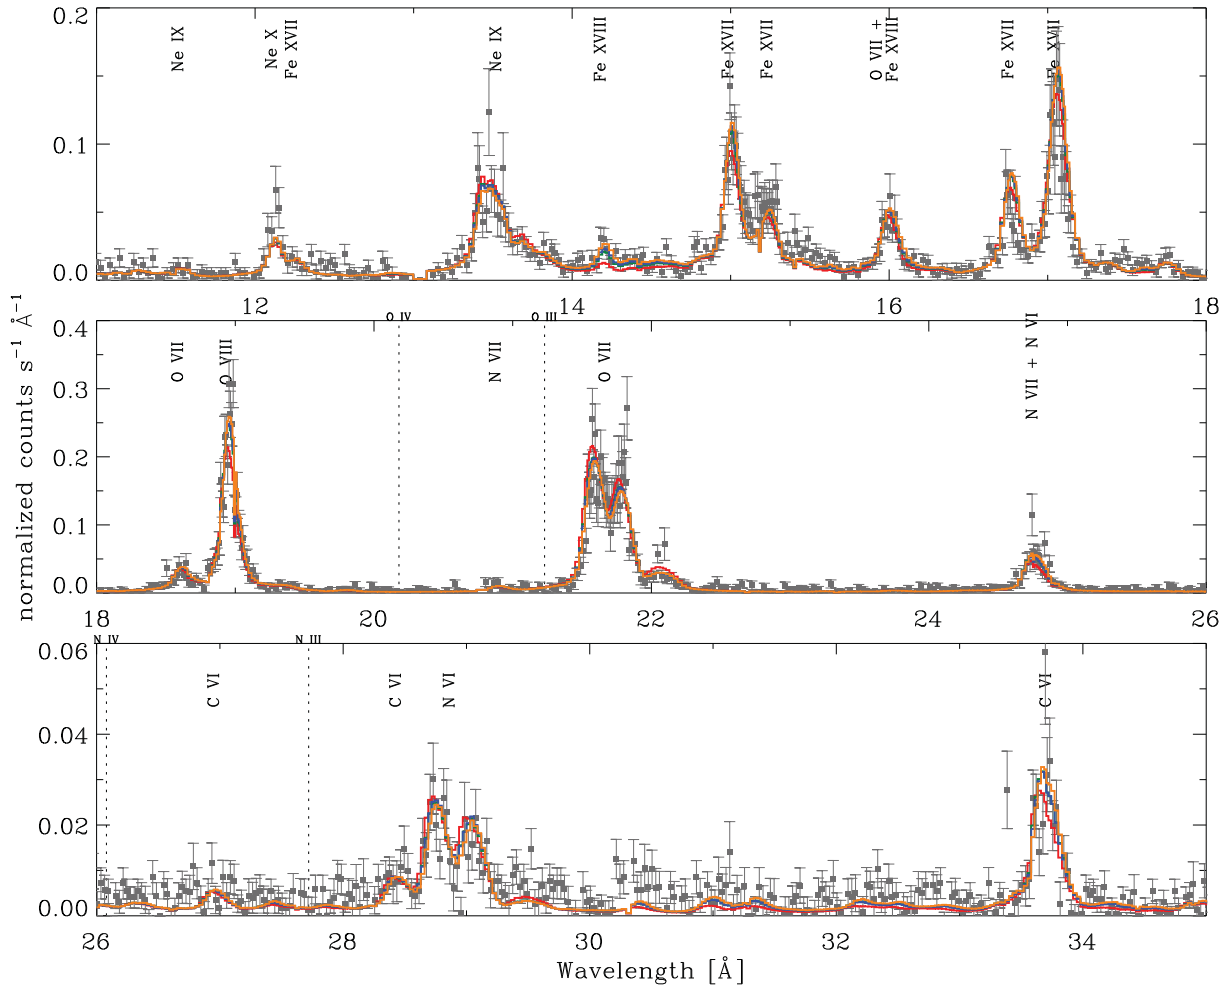 0.2
Ne IX
Ne X
Fe XVII
Ne IX
Fe XVIII
Fe XVII
Fe XVII
O VII +
Fe XVIII
Fe XVII
Fe XVII
0.1
0.0
12
14
16
18
normalized counts s⁻¹ Å⁻¹
0.4
O IV
O III
O VII
O VIII
N VII
O VII
N VII + N VI
0.3
0.2
0.1
0.0
18
20
22
24
26
N IV
N III
0.06
C VI
C VI
N VI
C VI
0.04
0.02
0.00
26
28
30
32
34
Wavelength [Å]